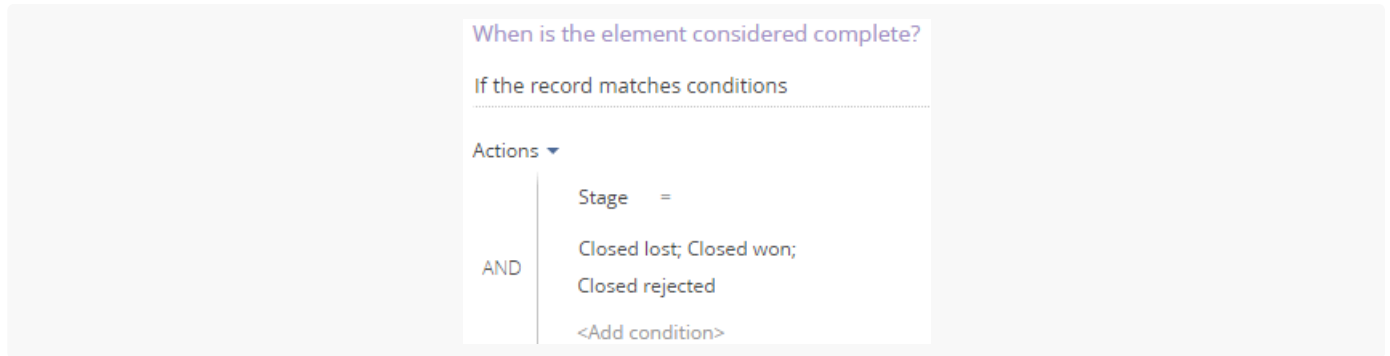 When is the element considered complete?
If the record matches conditions
Actions
Stage =
Closed lost; Closed won;
AND
Closed rejected
<Add condition>